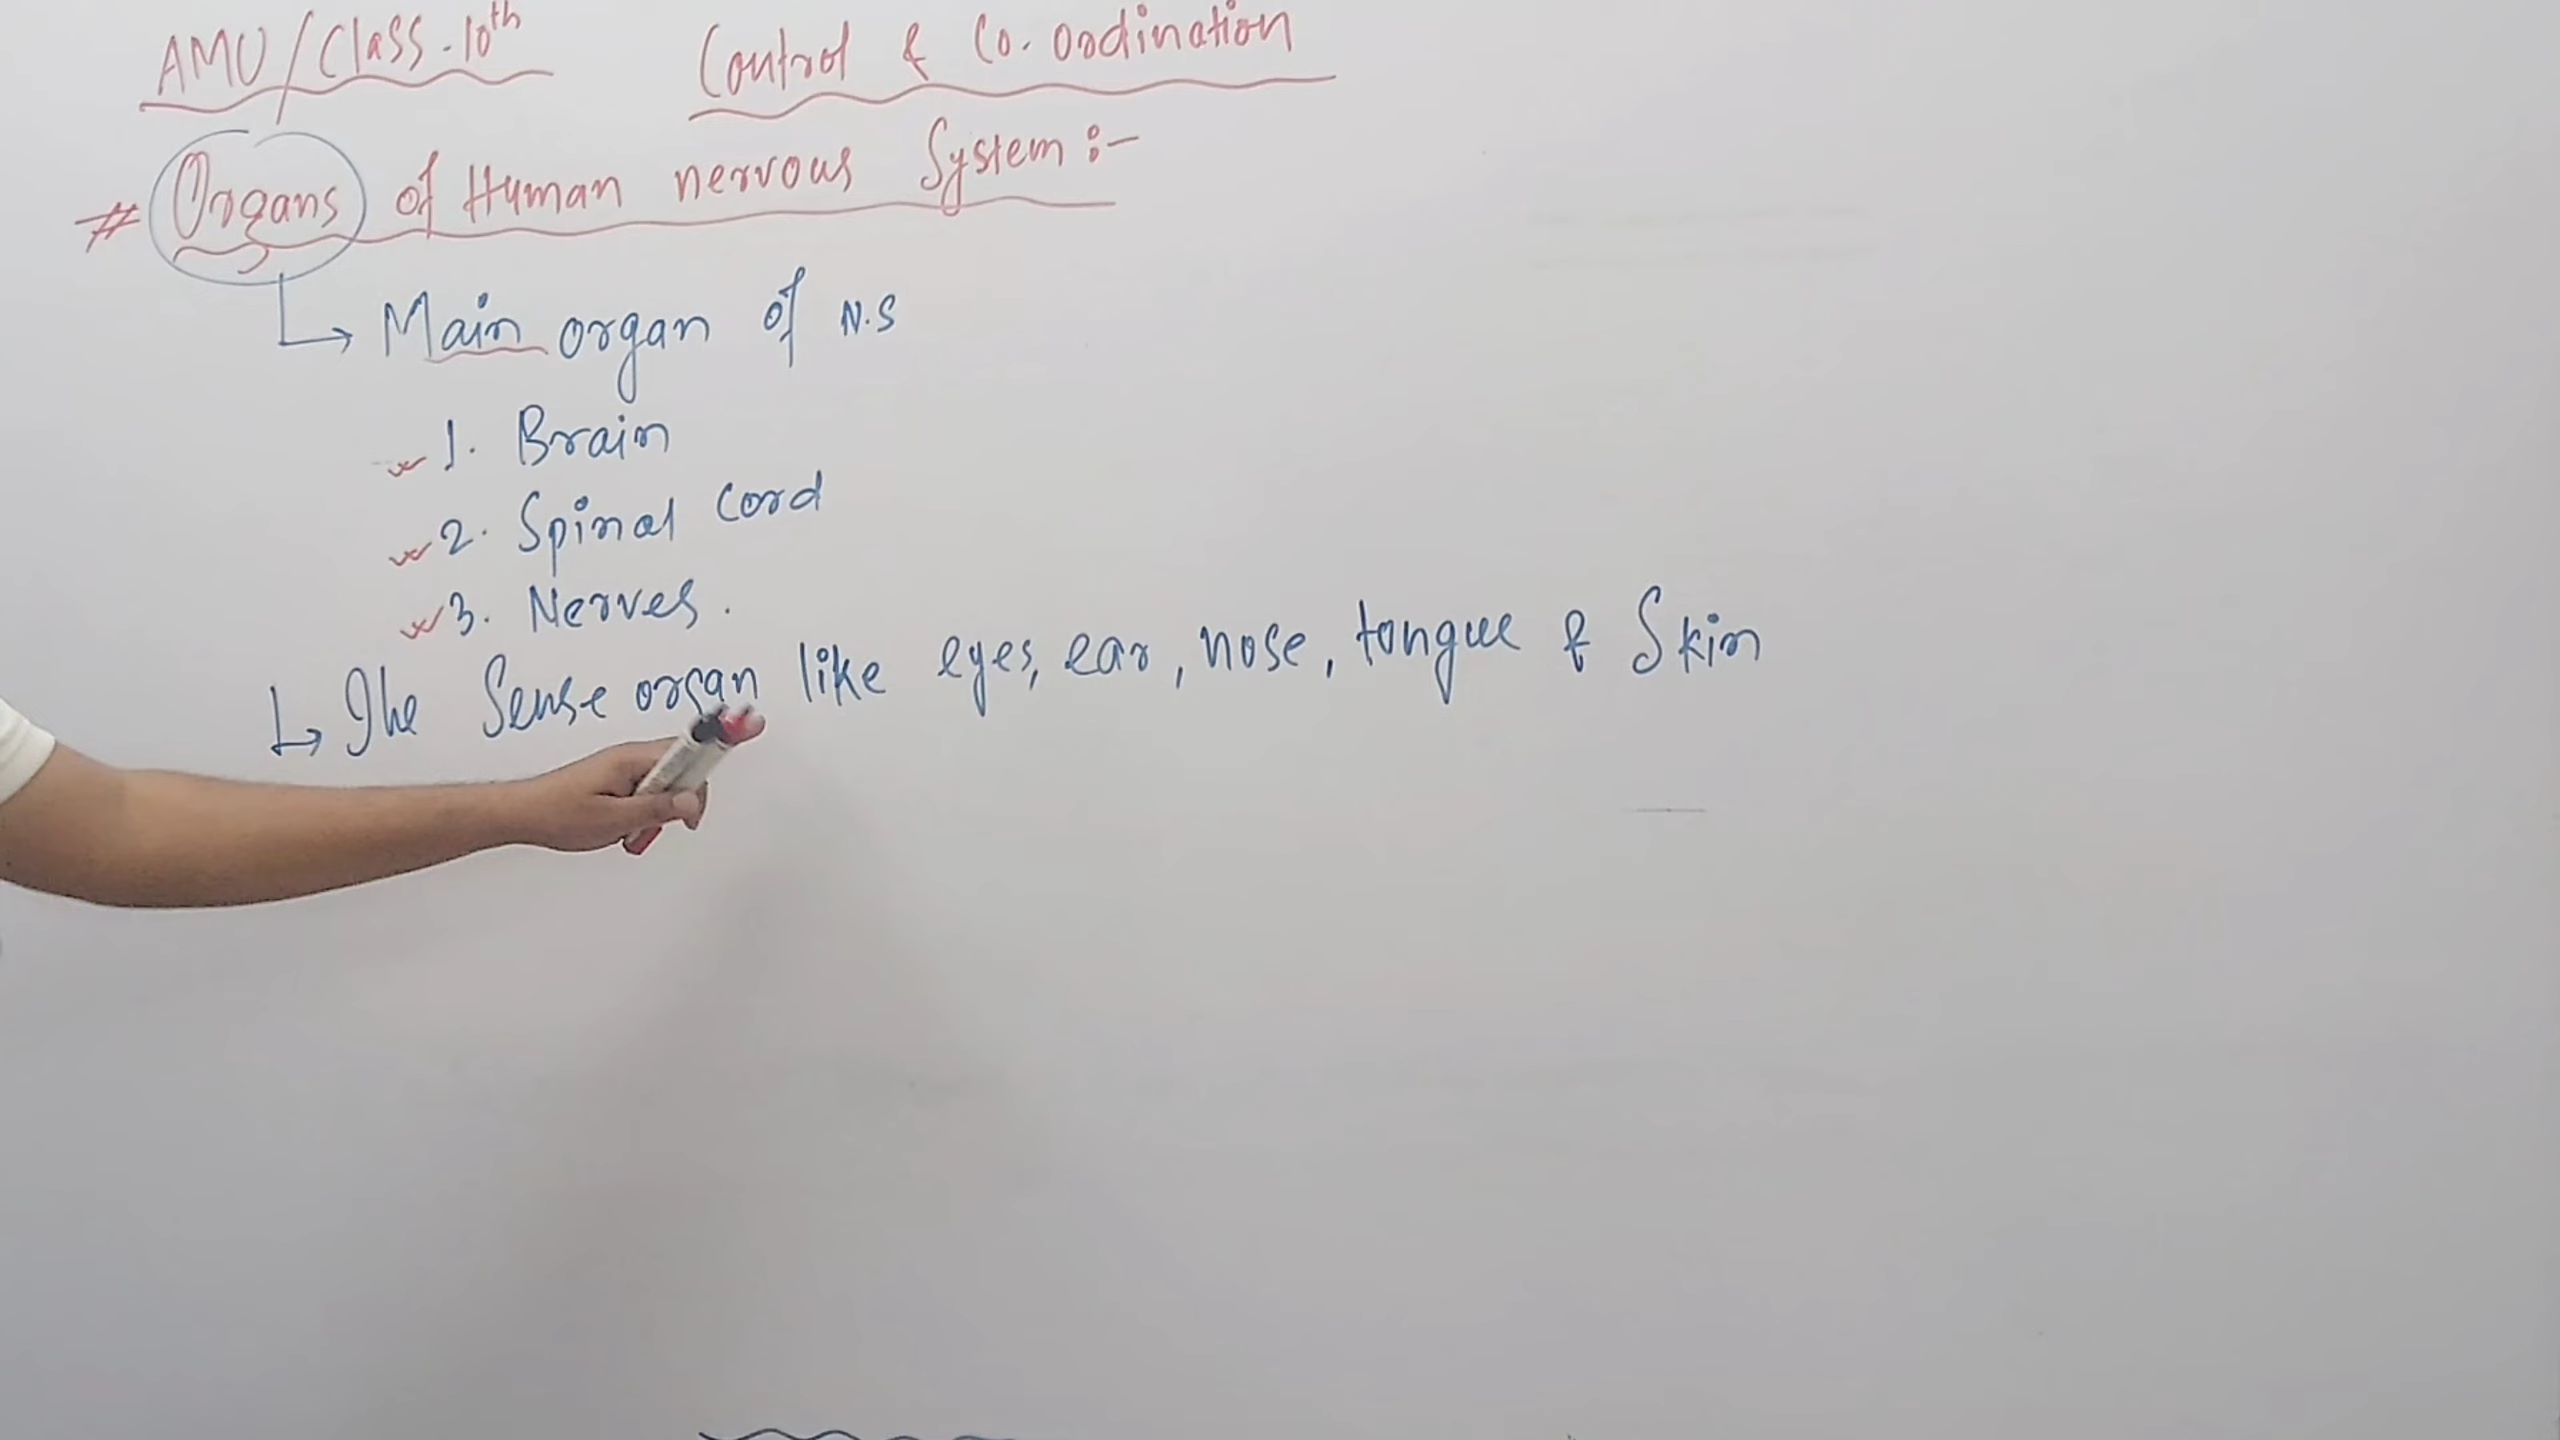 AMU/Class-10th
Control & Co-ordination
# Organs of Human nervous System :-
↳ Main organ of N.S
1. Brain
2. Spinal Cord
3. Nerves.
↳ The Sense organ like eyes, ear, nose, tongue & Skin